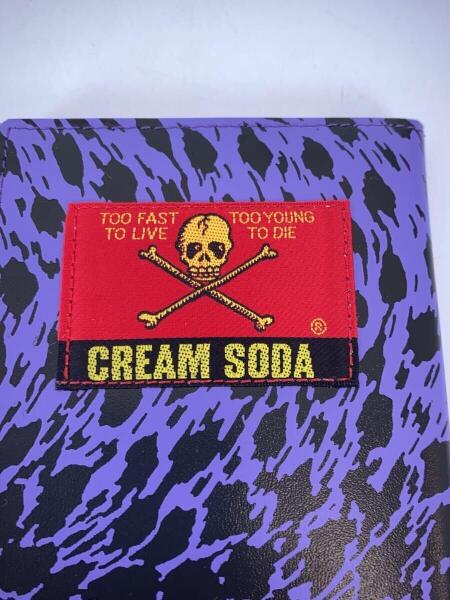 TOO FAST TOO YOUNG
TO LIVE TO DIE
®
CREAM SODA